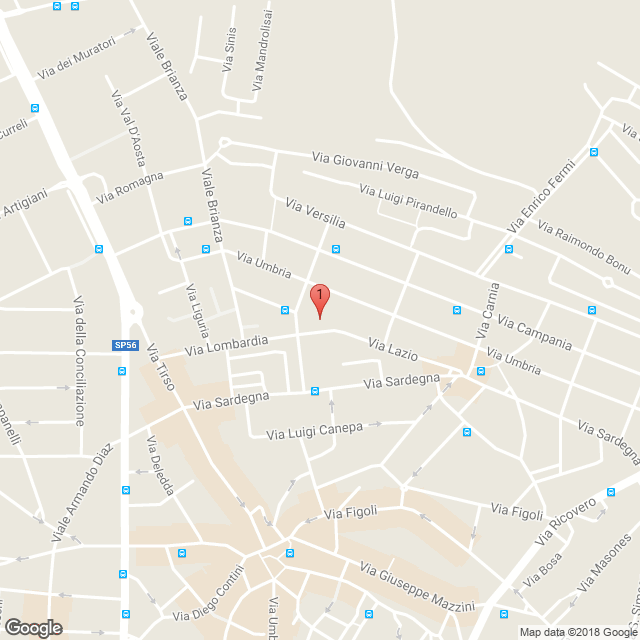 Via Sinis
Via Mandrolisai
Viale Brianza
Via dei Muratori
Via Val D'Aosta
Curreli
Via Giovanni Verga
Via Enrico Fermi
Via Romagna
Viale Brianza
Via Luigi Pirandello
Artigiani
Via Versilia
Via Raimondo Bonu
Via Umbria
Via Liguria
Via Carnia
Via Campania
1
Via della Conciliazione
SP56
Via Tirso
Via Lombardia
Via Lazio
Via Umbria
Via Sardegna
Via Sardegna
Via Sardegna
Via Luigi Canepa
Via Deledda
Viale Armando Diaz
Via Figoli
Via Figoli
Via Ricovero
Via Bosa
Via Masones
Via Giuseppe Mazzini
Via Diego Contini
Via Umb
Google
Map data ©2018 Google